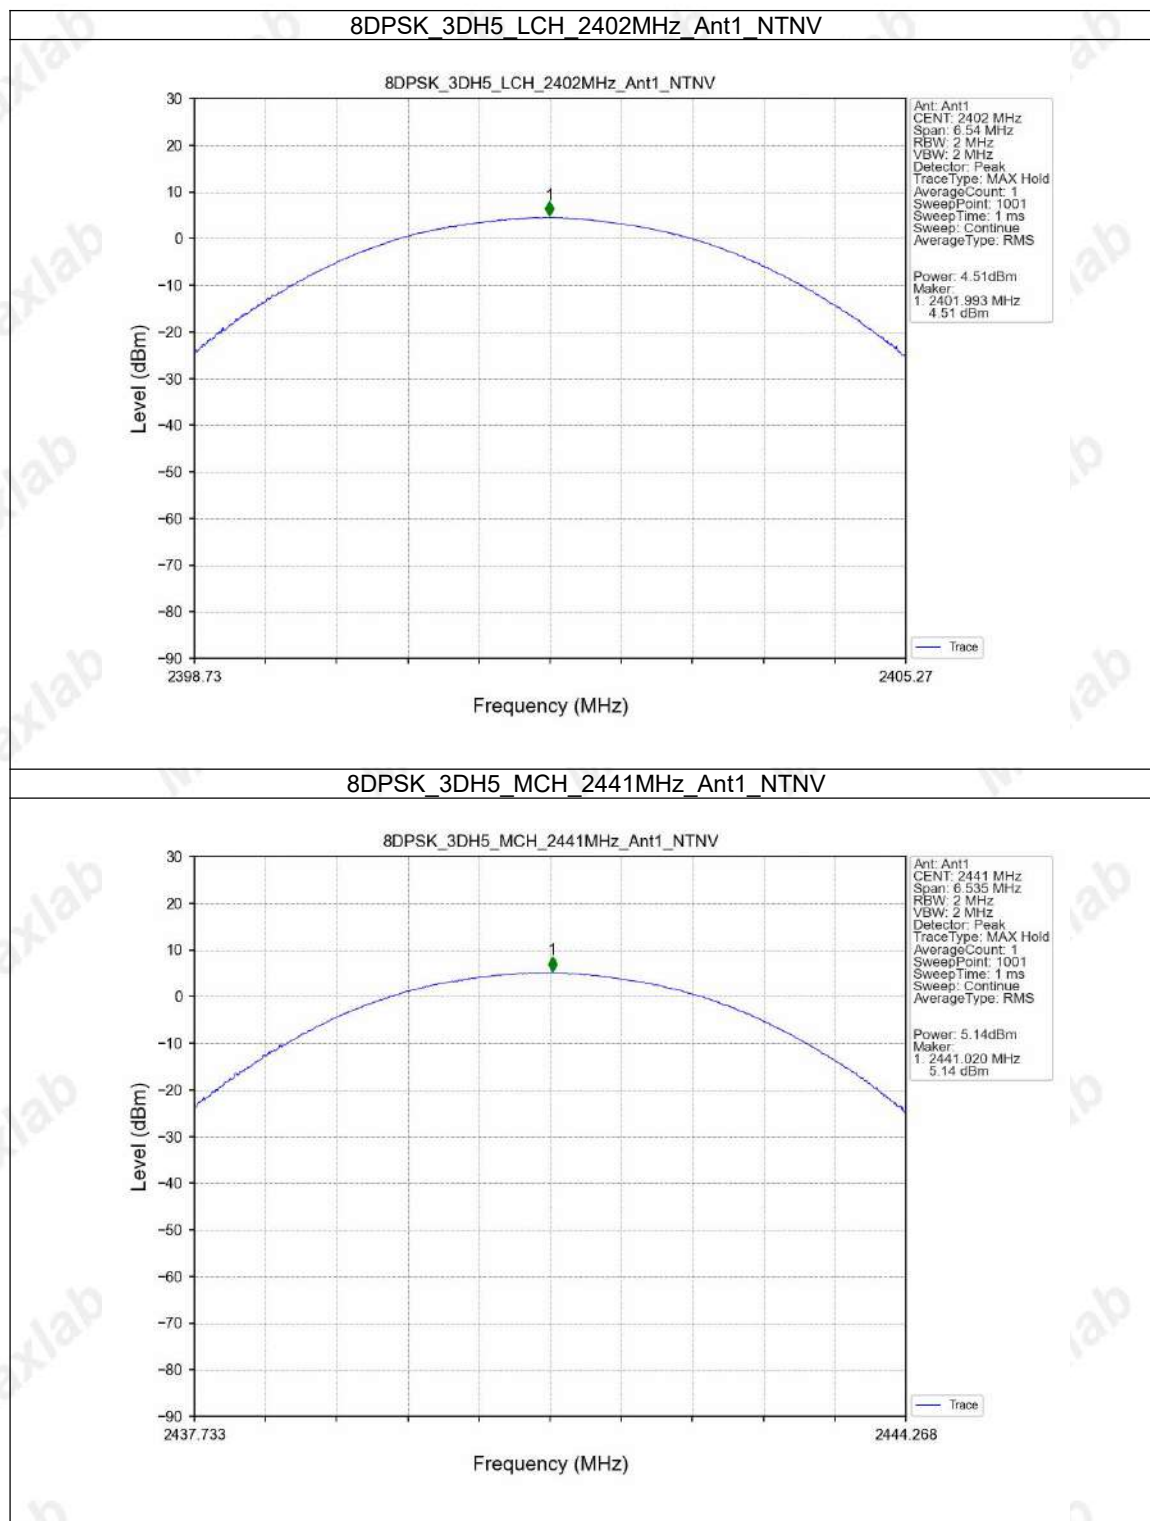 8DPSK_3DH5_LCH_2402MHz_Ant1_NTNV
8DPSK_3DH5_LCH_2402MHz_Ant1_NTNV
30
20
10
0
−10
−20
−30
−40
−50
−60
−70
−80
−90
Level (dBm)
1
2398.73
2405.27
Frequency (MHz)
Ant: Ant1
CENT: 2402 MHz
Span: 6.54 MHz
RBW: 2 MHz
VBW: 2 MHz
Detector: Peak
TraceType: MAX Hold
AverageCount: 1
SweepPoint: 1001
SweepTime: 1 ms
Sweep: Continue
AverageType: RMS
Power: 4.51dBm
Maker:
1. 2401.993 MHz
4.51 dBm
Trace
8DPSK_3DH5_MCH_2441MHz_Ant1_NTNV
8DPSK_3DH5_MCH_2441MHz_Ant1_NTNV
30
20
10
0
−10
−20
−30
−40
−50
−60
−70
−80
−90
Level (dBm)
1
2437.733
2444.268
Frequency (MHz)
Ant: Ant1
CENT: 2441 MHz
Span: 6.535 MHz
RBW: 2 MHz
VBW: 2 MHz
Detector: Peak
TraceType: MAX Hold
AverageCount: 1
SweepPoint: 1001
SweepTime: 1 ms
Sweep: Continue
AverageType: RMS
Power: 5.14dBm
Maker:
1. 2441.020 MHz
5.14 dBm
Trace